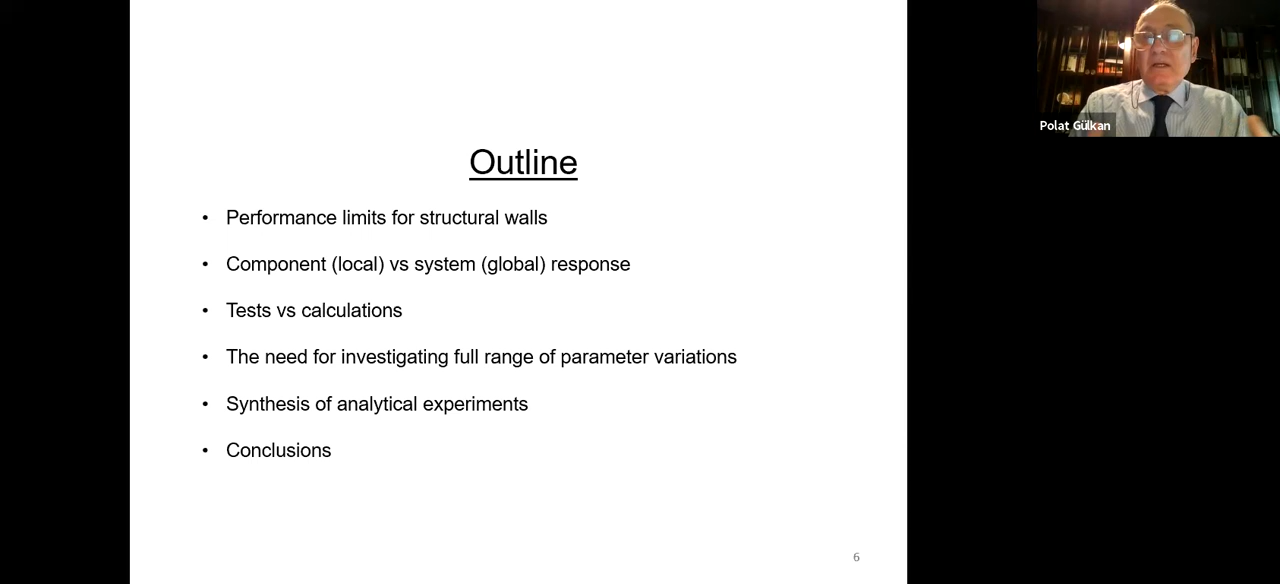 Outline
• Performance limits for structural walls
• Component (local) vs system (global) response
• Tests vs calculations
• The need for investigating full range of parameter variations
• Synthesis of analytical experiments
• Conclusions
6
Polat Gülkan